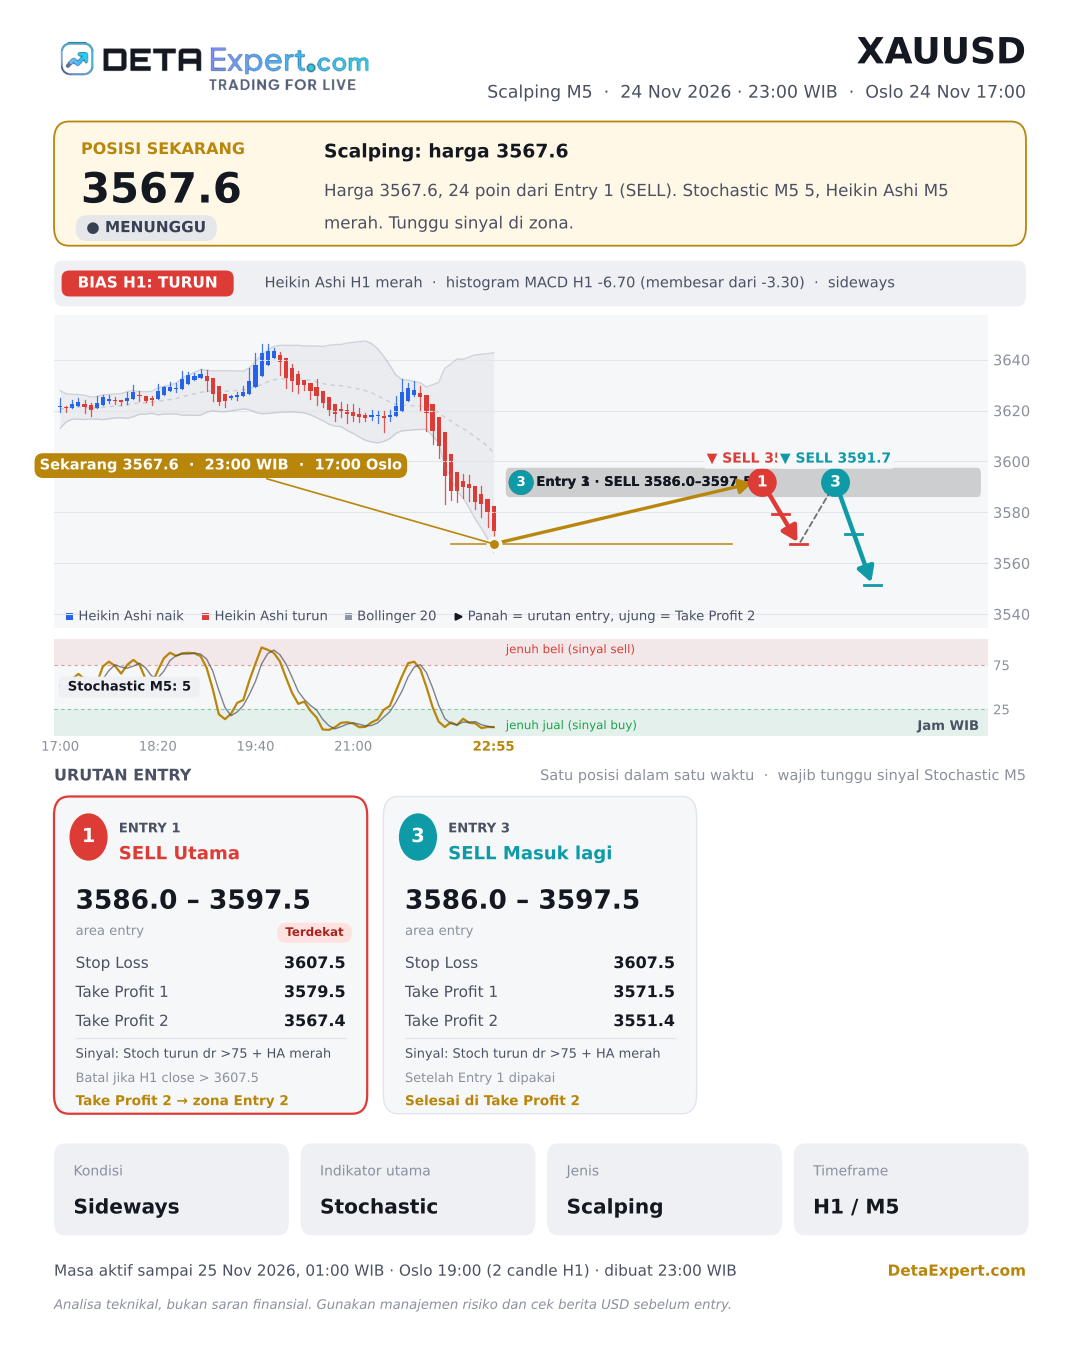 DETA Expert.com
TRADING FOR LIVE
XAUUSD
Scalping M5 · 24 Nov 2026 · 23:00 WIB · Oslo 24 Nov 17:00
POSISI SEKARANG
3567.6
● MENUNGGU
Scalping: harga 3567.6
Harga 3567.6, 24 poin dari Entry 1 (SELL). Stochastic M5 5, Heikin Ashi M5
merah. Tunggu sinyal di zona.
BIAS H1: TURUN
Heikin Ashi H1 merah · histogram MACD H1 -6.70 (membesar dari -3.30) · sideways
3640
3620
3600
3580
3560
3540
Sekarang 3567.6 · 23:00 WIB · 17:00 Oslo
▼ SELL 35
▼ SELL 3591.7
3
Entry · SELL 3586.0–3597.5
1
3
Heikin Ashi naik
Heikin Ashi turun
Bollinger 20
Panah = urutan entry, ujung = Take Profit 2
jenuh beli (sinyal sell)
75
Stochastic M5: 5
25
jenuh jual (sinyal buy)
Jam WIB
17:00
18:20
19:40
21:00
22:55
URUTAN ENTRY
Satu posisi dalam satu waktu · wajib tunggu sinyal Stochastic M5
1
ENTRY 1
SELL Utama
3586.0 – 3597.5
area entry
Terdekat
Stop Loss 3607.5
Take Profit 1 3579.5
Take Profit 2 3567.4
Sinyal: Stoch turun dr >75 + HA merah
Batal jika H1 close > 3607.5
Take Profit 2 → zona Entry 2
3
ENTRY 3
SELL Masuk lagi
3586.0 – 3597.5
area entry
Stop Loss 3607.5
Take Profit 1 3571.5
Take Profit 2 3551.4
Sinyal: Stoch turun dr >75 + HA merah
Setelah Entry 1 dipakai
Selesai di Take Profit 2
Kondisi
Sideways
Indikator utama
Stochastic
Jenis
Scalping
Timeframe
H1 / M5
Masa aktif sampai 25 Nov 2026, 01:00 WIB · Oslo 19:00 (2 candle H1) · dibuat 23:00 WIB
DetaExpert.com
Analisa teknikal, bukan saran finansial. Gunakan manajemen risiko dan cek berita USD sebelum entry.